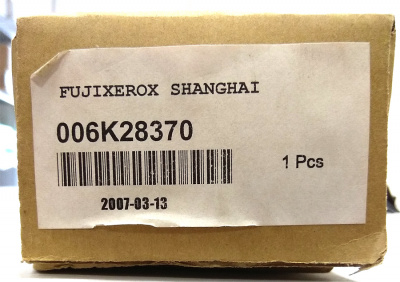 FUJIXEROX SHANGHAI
006K28370
1 Pcs
2007-03-13